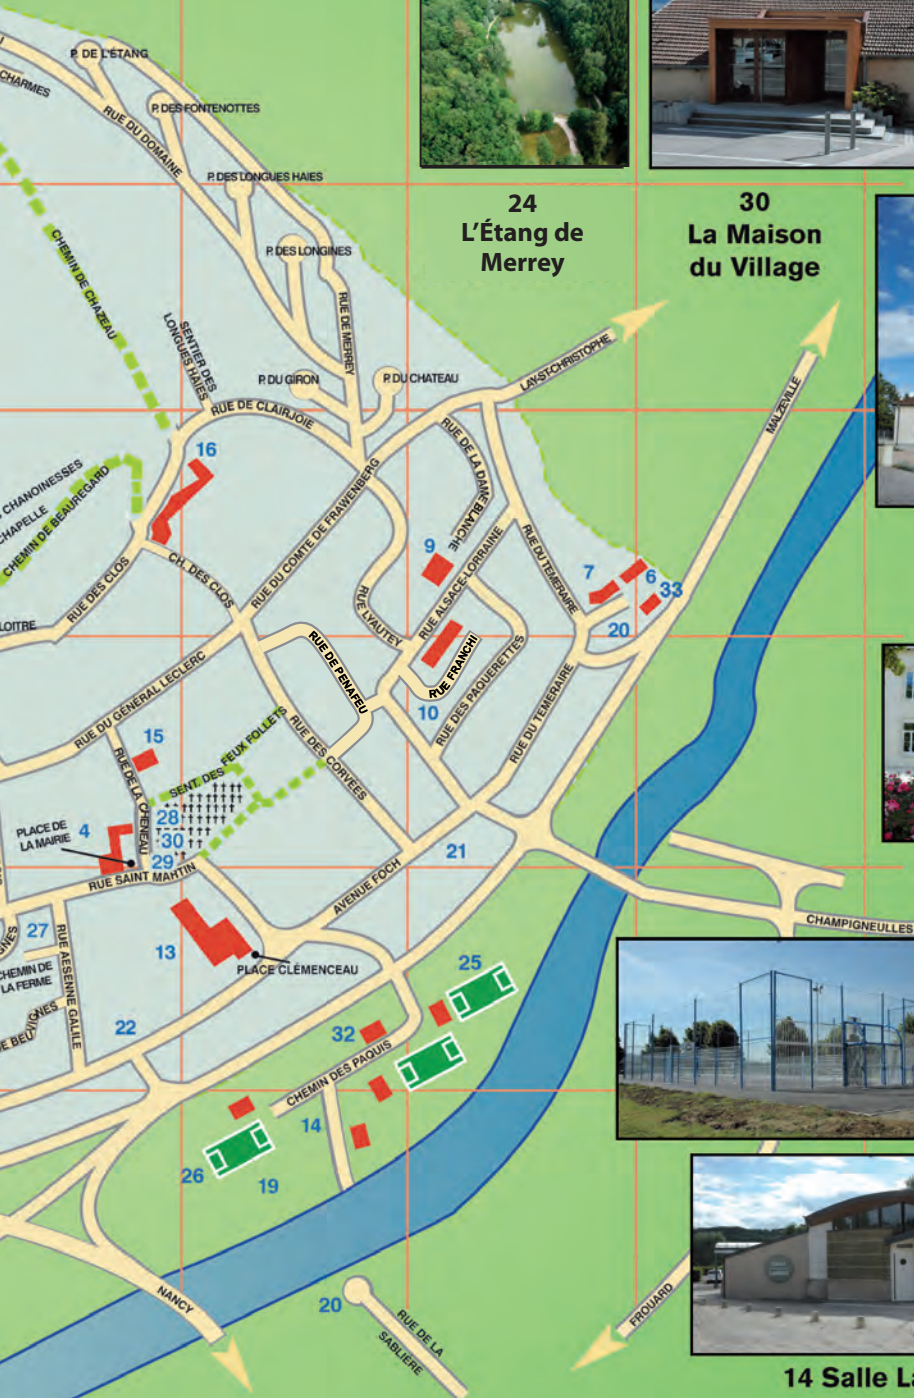 P. DE L'ÉTANG
CHARMES
P. DES FONTENOTTES
RUE DU DOMAINE
P. DES LONGUES HAIES
24
L'Étang de
Merrey
30
La Maison
du Village
P. DES LONGINES
CHEMIN DE CHAZEAU
RUE DE MERREY
SENTIER DES
LONGUES HAIES
P. DU GIRON
P. DU CHATEAU
LAY-ST-CHRISTOPHE
MALZEVILLE
RUE DE CLAIRJOIE
16
RUE DE LA DAME BLANCHE
CHANOINESSES
CHAPELLE
CHEMIN DE BEAUREGARD
RUE DU COMTE DE FRAWENBERG
9
RUE DU TEMERAIRE
7
6
33
20
CH. DES CLOS
RUE DES CLOS
LOITRE
RUE LYAUTEY
RUE ALSACE-LORRAINE
RUE FRANCHI
RUE DE PENAFEU
10
RUE DES PAQUERETTES
RUE DU TEMERAIRE
RUE DU GÉNÉRAL LECLERC
15
RUE DE LA CHENEAU
SENT. DES FEUX FOLLETS
RUE DES CORVÉES
28
30
29
PLACE DE
LA MAIRIE
4
RUE SAINT MARTIN
21
AVENUE FOCH
CHAMPIGNEULLES
27
RUE AESENNE GALILE
CHEMIN DE
LA FERME
13
PLACE CLÉMENCEAU
25
BEUVIGNES
22
32
CHEMIN DES PAQUIS
14
26
19
NANCY
20
RUE DE LA
SABLIÈRE
FROUARD
14 Salle La